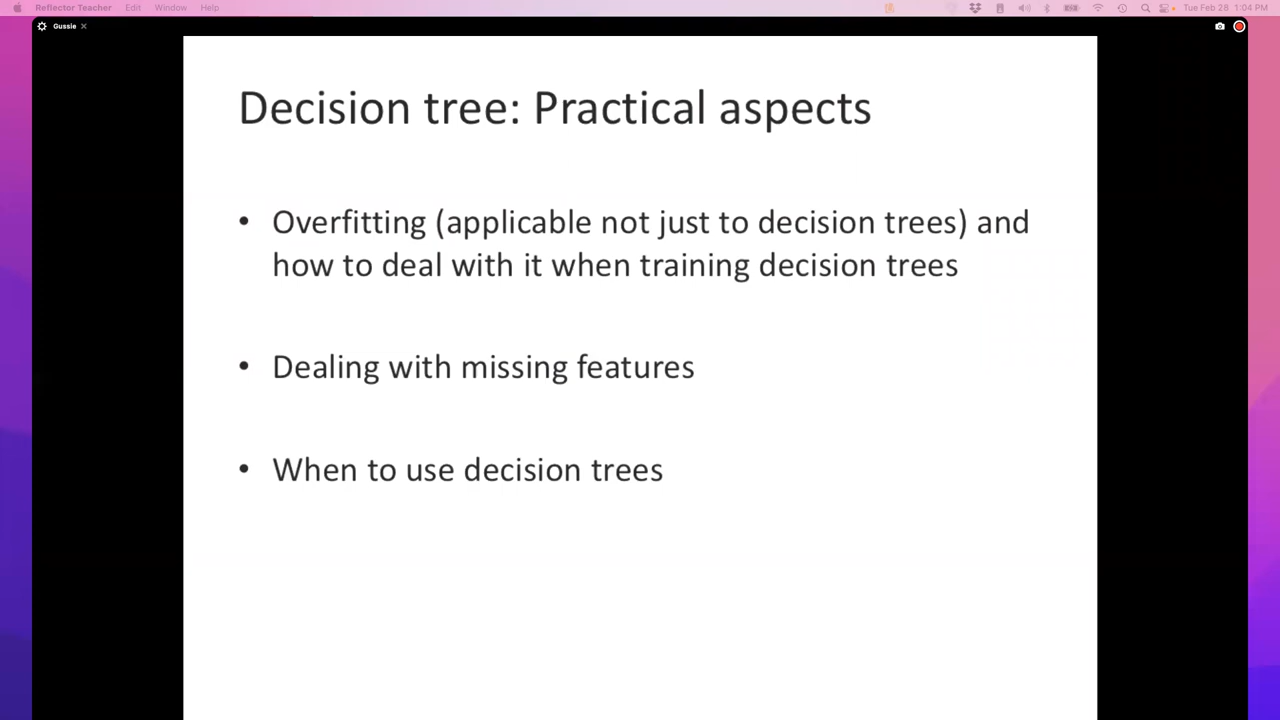 Reflector Teacher Edit Window Help Tue Feb 28 1:04 PM
Gussie
Decision tree: Practical aspects
• Overfitting (applicable not just to decision trees) and
how to deal with it when training decision trees
• Dealing with missing features
• When to use decision trees